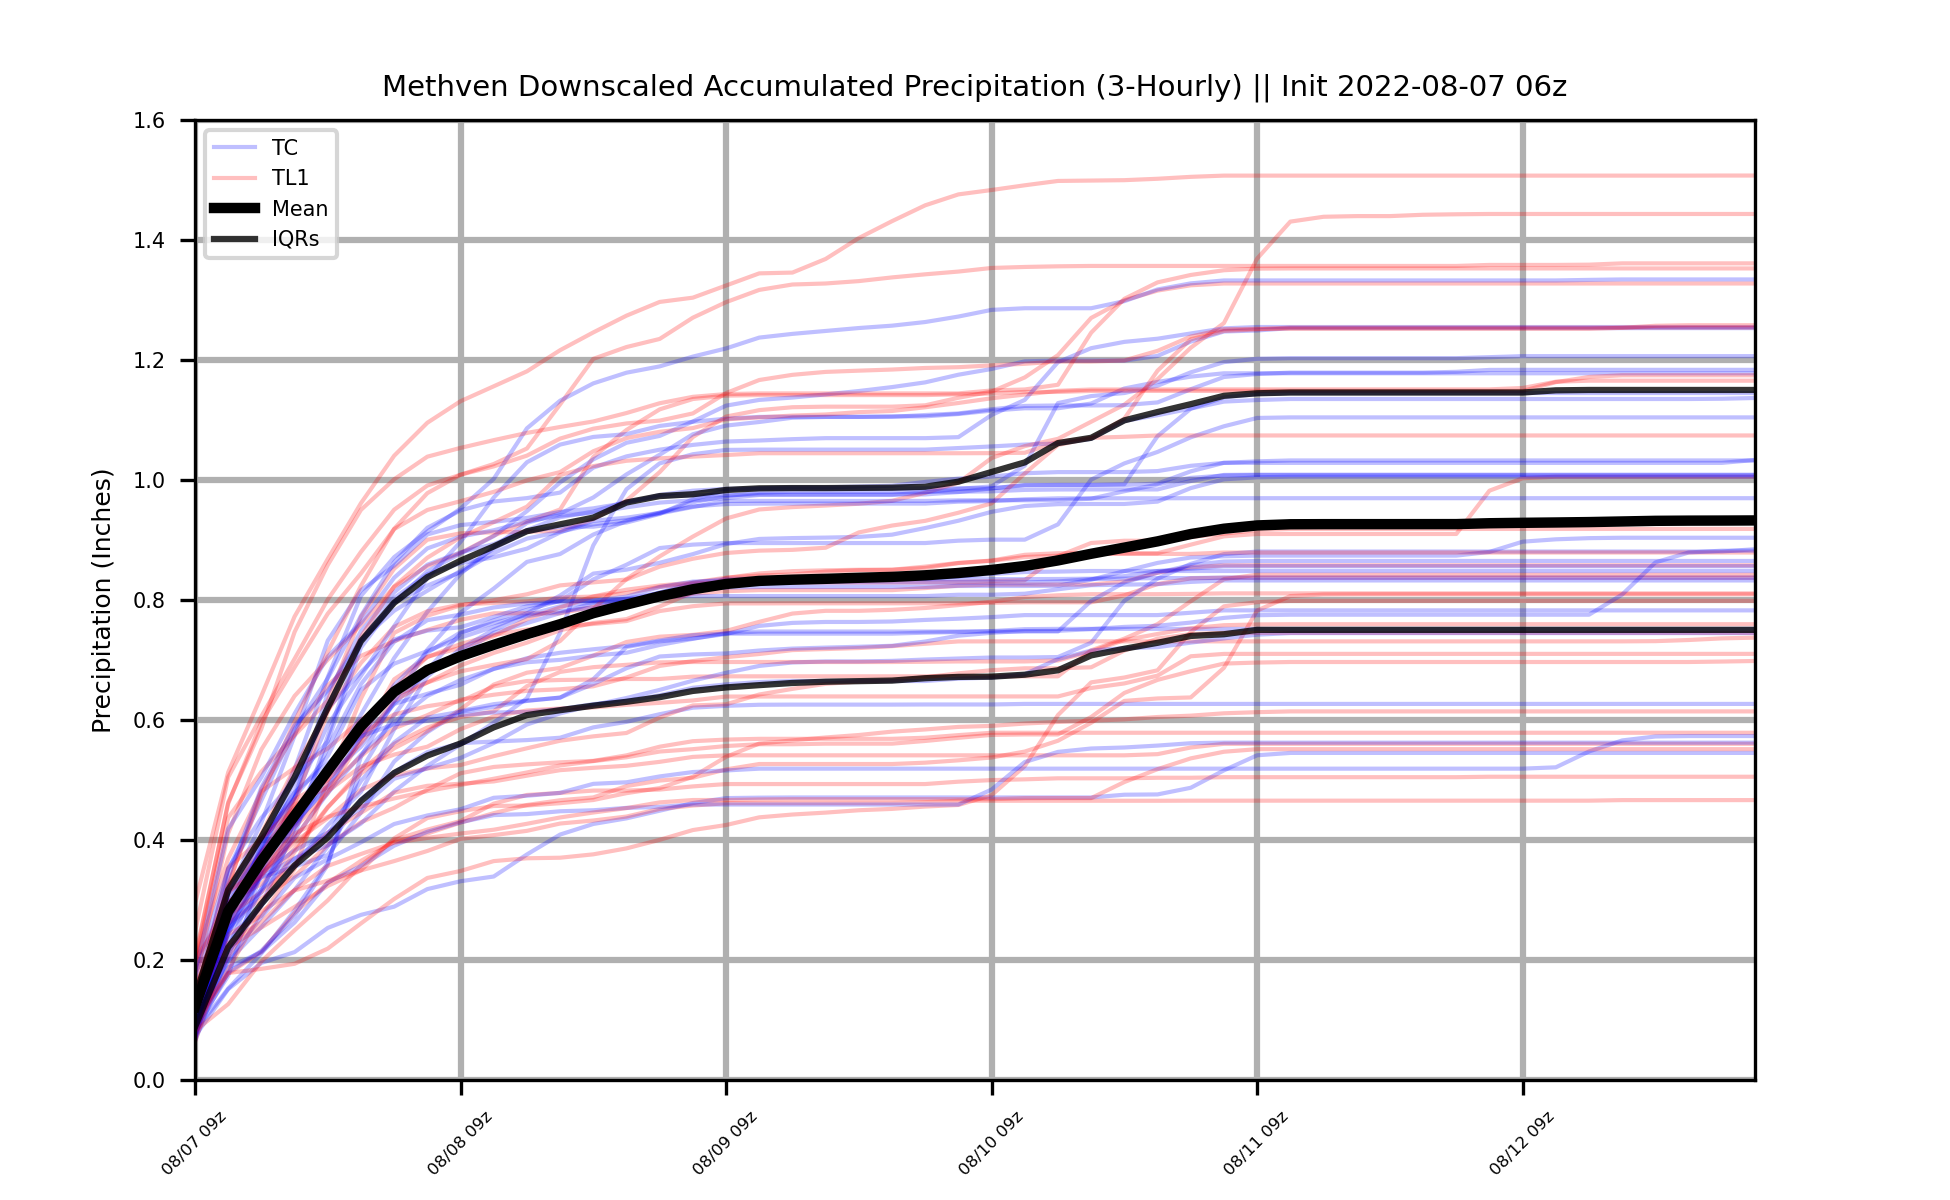 Methven Downscaled Accumulated Precipitation (3-Hourly) || Init 2022-08-07 06z
TC
TL1
Mean
IQRs
Precipitation (Inches)
1.6
1.4
1.2
1.0
0.8
0.6
0.4
0.2
0.0
08/07 09z
08/08 09z
08/09 09z
08/10 09z
08/11 09z
08/12 09z